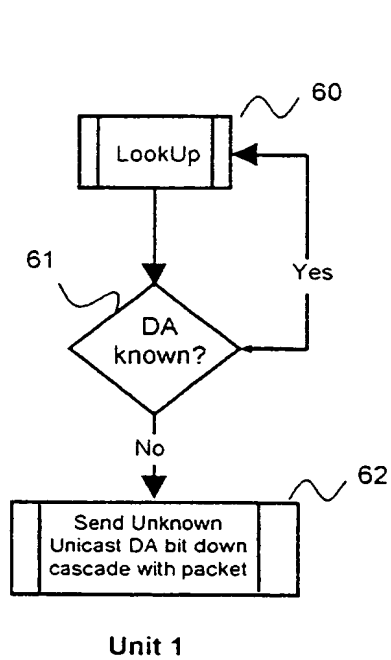 60
LookUp
61
Yes
DA
known?
No
62
Send Unknown
Unicast DA bit down
cascade with packet
Unit 1